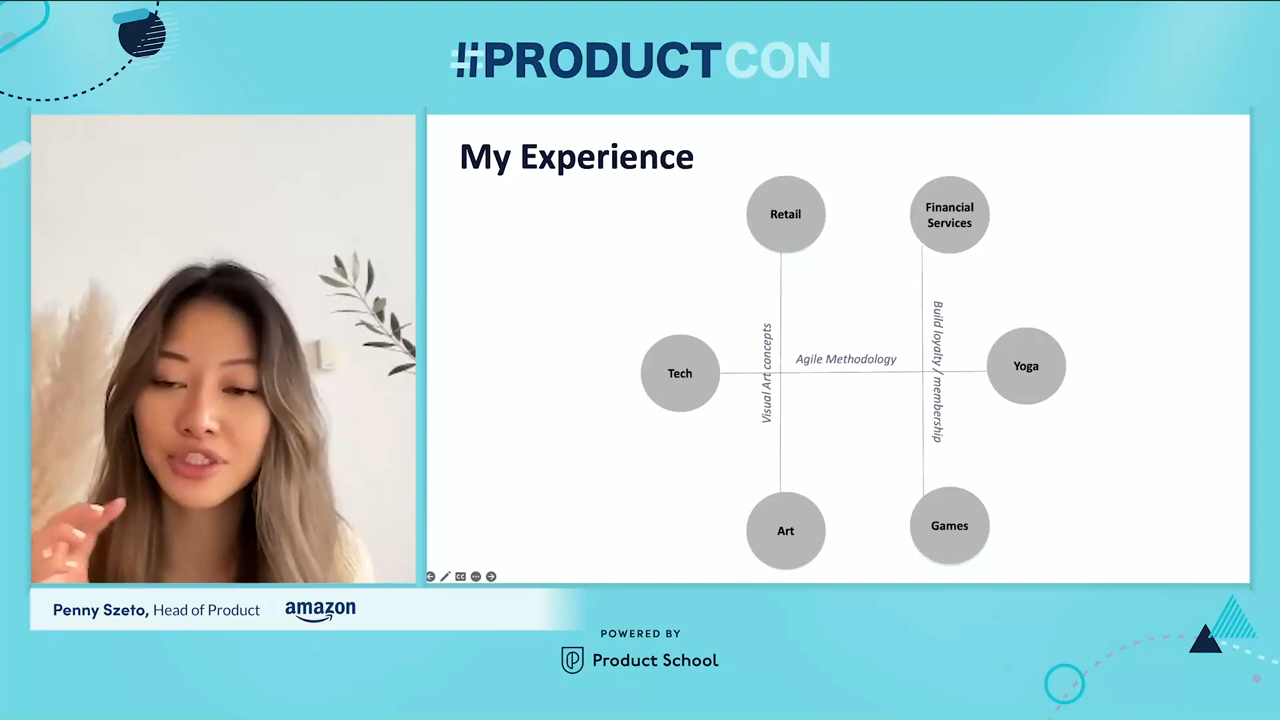 #PRODUCTCON
My Experience
Retail
Financial
Services
Visual Art concepts
Agile Methodology
Build loyalty / membership
Tech
Yoga
Art
Games
Penny Szeto, Head of Product
amazon
POWERED BY
Product School